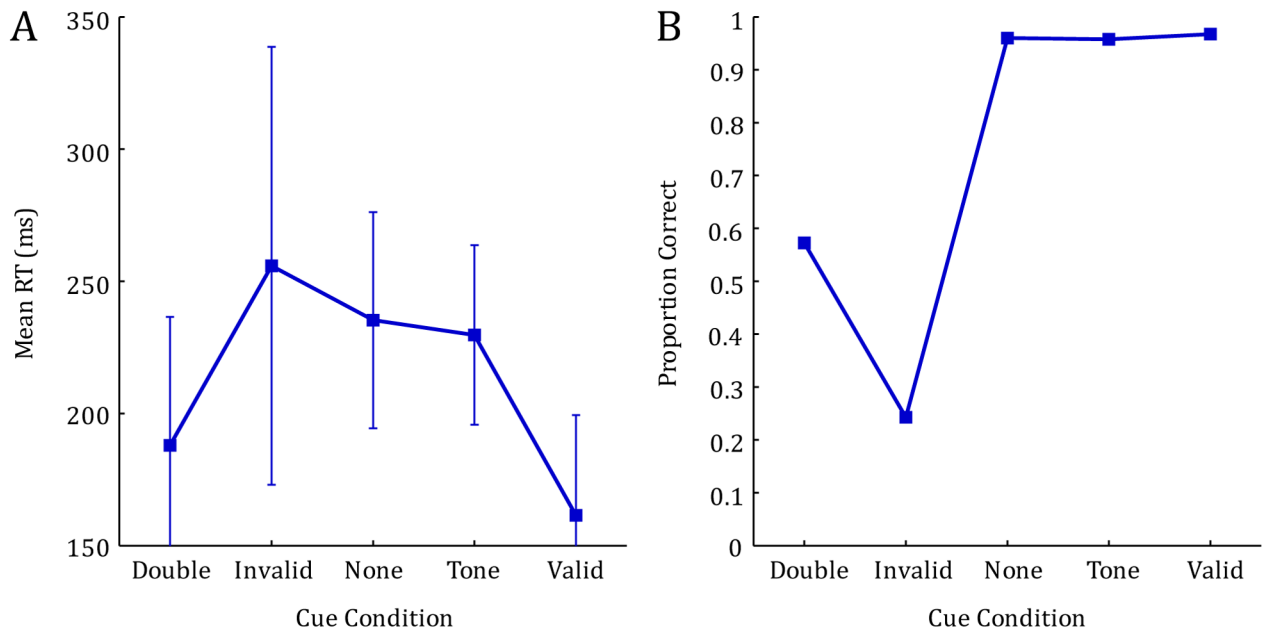 A
350
300
250
200
150
Mean RT (ms)
Double Invalid None Tone Valid
Cue Condition
B
1
0.9
0.8
0.7
0.6
0.5
0.4
0.3
0.2
0.1
0
Proportion Correct
Double Invalid None Tone Valid
Cue Condition